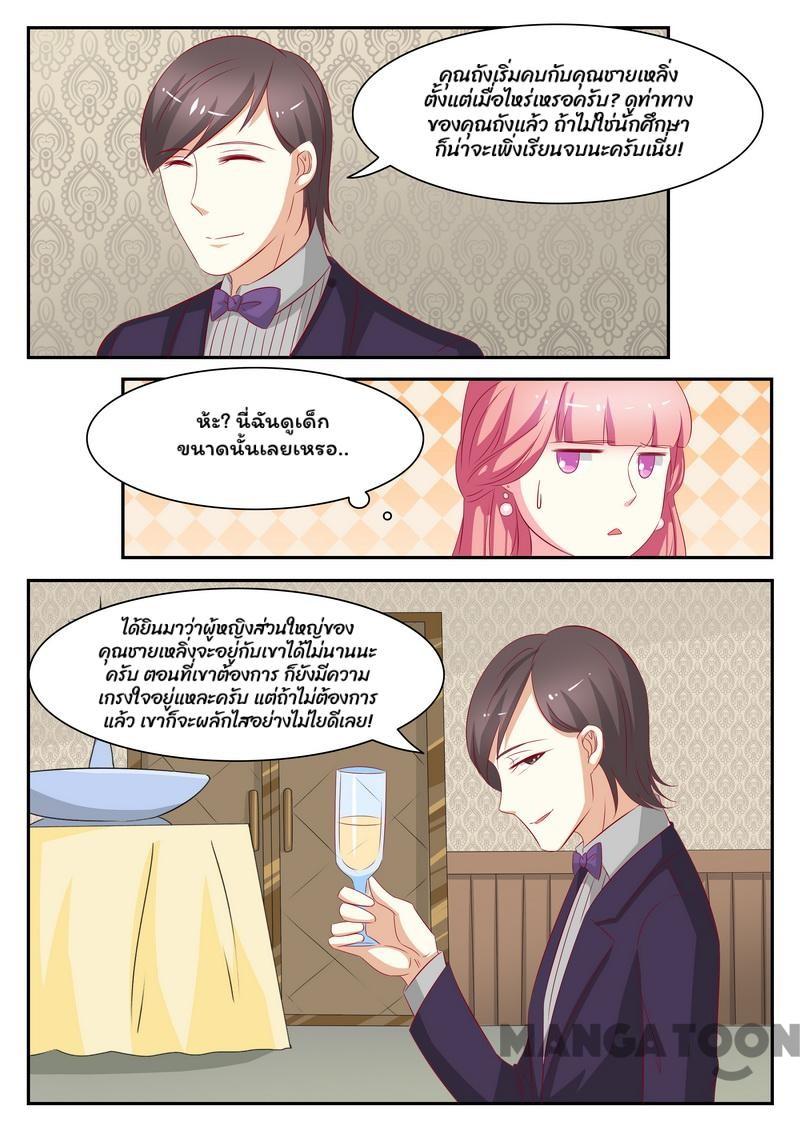 คุณถังเริ่มคบกับคุณชายเหลิ่ง
ตั้งแต่เมื่อไหร่เหรอครับ? ดูท่าทาง
ของคุณถังแล้ว ถ้าไม่ใช่นักศึกษา
ก็น่าจะเพิ่งเรียนจบนะครับเนี่ย!
ห้ะ? นี่ฉันดูเด็ก
ขนาดนั้นเลยเหรอ..
ได้ยินมาว่าผู้หญิงส่วนใหญ่ของ
คุณชายเหลิ่งจะอยู่กับเขาได้ไม่นานนะ
ครับ ตอนที่เขาต้องการ ก็ยังมีความ
เกรงใจอยู่แหละครับ แต่ถ้าไม่ต้องการ
แล้ว เขาก็จะผลักไสอย่างไม่ไยดีเลย!
MANGA TOON